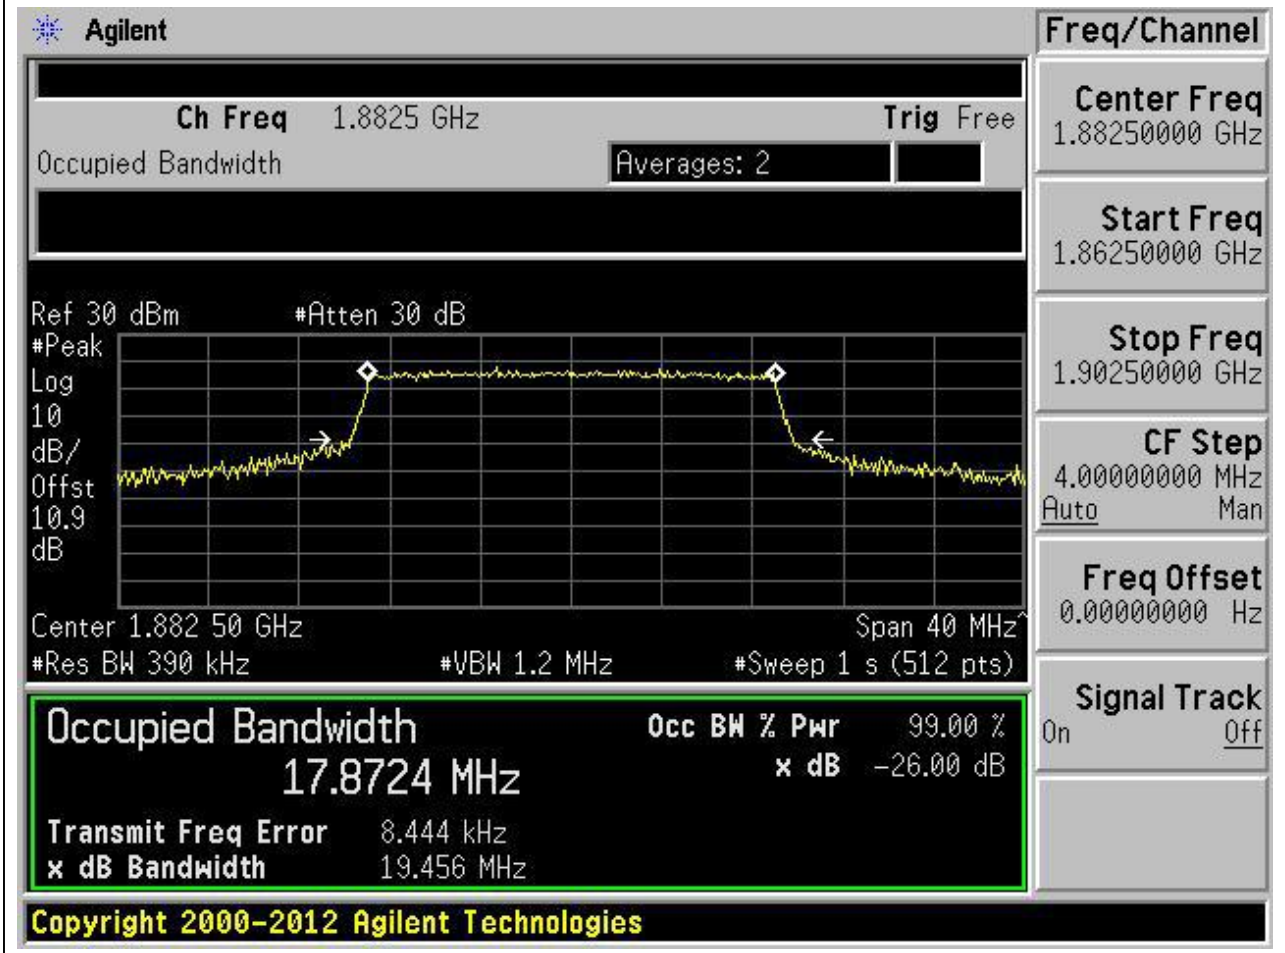 Agilent
Freq/Channel
Ch Freq 1.8825 GHz Trig Free
Occupied Bandwidth Averages: 2
Ref 30 dBm #Atten 30 dB
#Peak
Log
10
dB/
Offst
10.9
dB
Center 1.882 50 GHz Span 40 MHz^
#Res BW 390 kHz #VBW 1.2 MHz #Sweep 1 s (512 pts)
Occupied Bandwidth
17.8724 MHz
Occ BW % Pwr 99.00 %
x dB -26.00 dB
Transmit Freq Error 8.444 kHz
x dB Bandwidth 19.456 MHz
Copyright 2000-2012 Agilent Technologies
Center Freq
1.88250000 GHz
Start Freq
1.86250000 GHz
Stop Freq
1.90250000 GHz
CF Step
4.00000000 MHz
Auto Man
Freq Offset
0.00000000 Hz
Signal Track
On Off